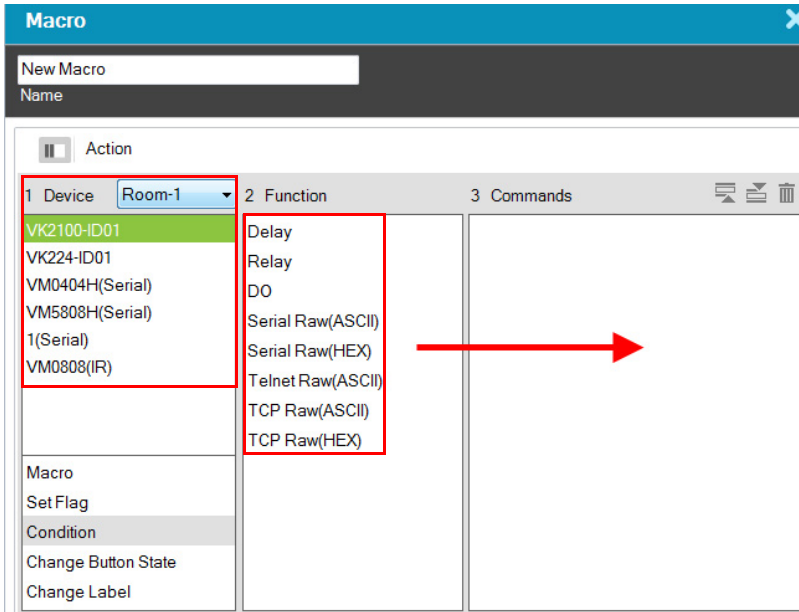 Macro
New Macro
Name
Action
1 Device Room-1
2 Function
3 Commands
VK2100-ID01
VK224-ID01
VM0404H(Serial)
VM5808H(Serial)
1(Serial)
VM0808(IR)
Delay
Relay
DO
Serial Raw(ASCII)
Serial Raw(HEX)
Telnet Raw(ASCII)
TCP Raw(ASCII)
TCP Raw(HEX)
Macro
Set Flag
Condition
Change Button State
Change Label